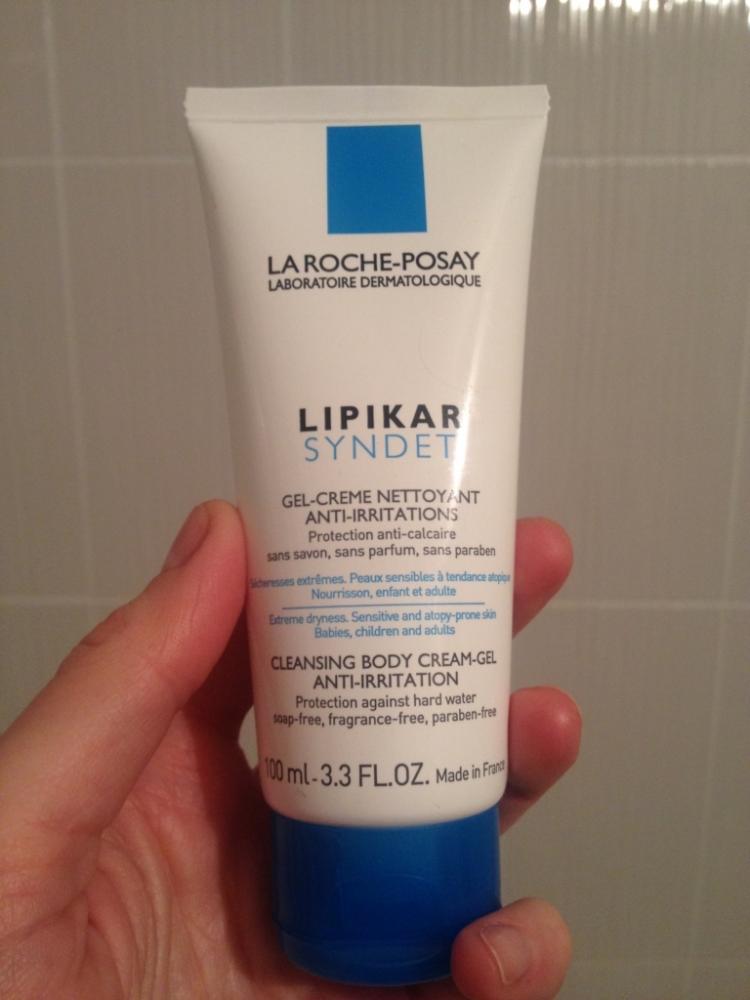 LA ROCHE-POSAY
LABORATOIRE DERMATOLOGIQUE
LIPIKAR
SYNDET
GEL-CREME NETTOYANT
ANTI-IRRITATIONS
Protection anti-calcaire
sans savon, sans parfum, sans paraben
Sécheresses extrêmes. Peaux sensibles à tendance atopique
Nourrisson, enfant et adulte
Extreme dryness. Sensitive and atopy-prone skin
Babies, children and adults
CLEANSING BODY CREAM-GEL
ANTI-IRRITATION
Protection against hard water
soap-free, fragrance-free, paraben-free
100 ml - 3.3 FL.OZ. Made in France